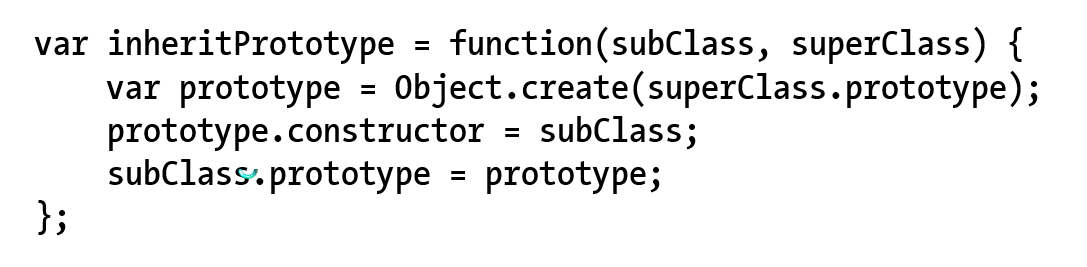 var inheritPrototype = function(subClass, superClass) {
    var prototype = Object.create(superClass.prototype);
    prototype.constructor = subClass;
    subClass.prototype = prototype;
};